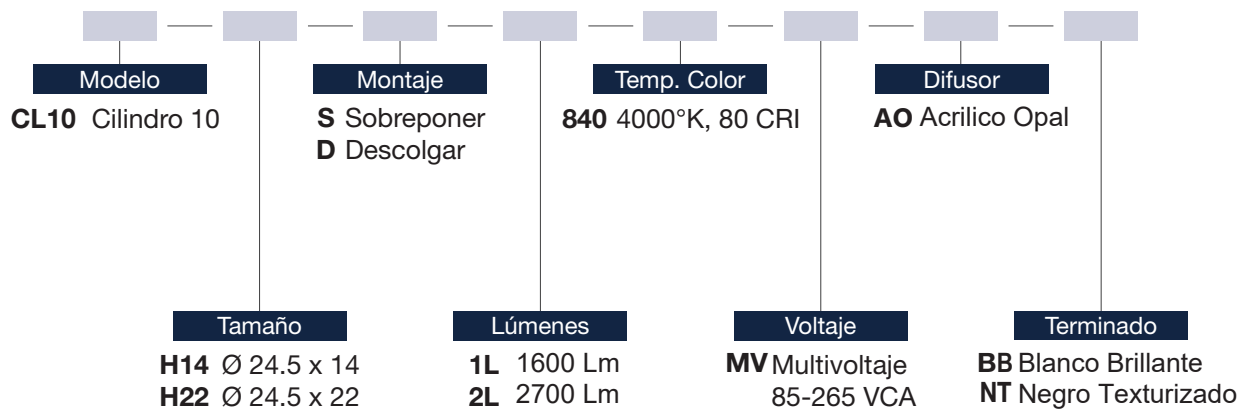 Modelo
CL10 Cilindro 10
Montaje
S Sobreponer
D Descolgar
Temp. Color
840 4000°K, 80 CRI
Difusor
AO Acrilico Opal
Tamaño
H14 Ø 24.5 x 14
H22 Ø 24.5 x 22
Lúmenes
1L 1600 Lm
2L 2700 Lm
Voltaje
MV Multivoltaje
85-265 VCA
Terminado
BB Blanco Brillante
NT Negro Texturizado